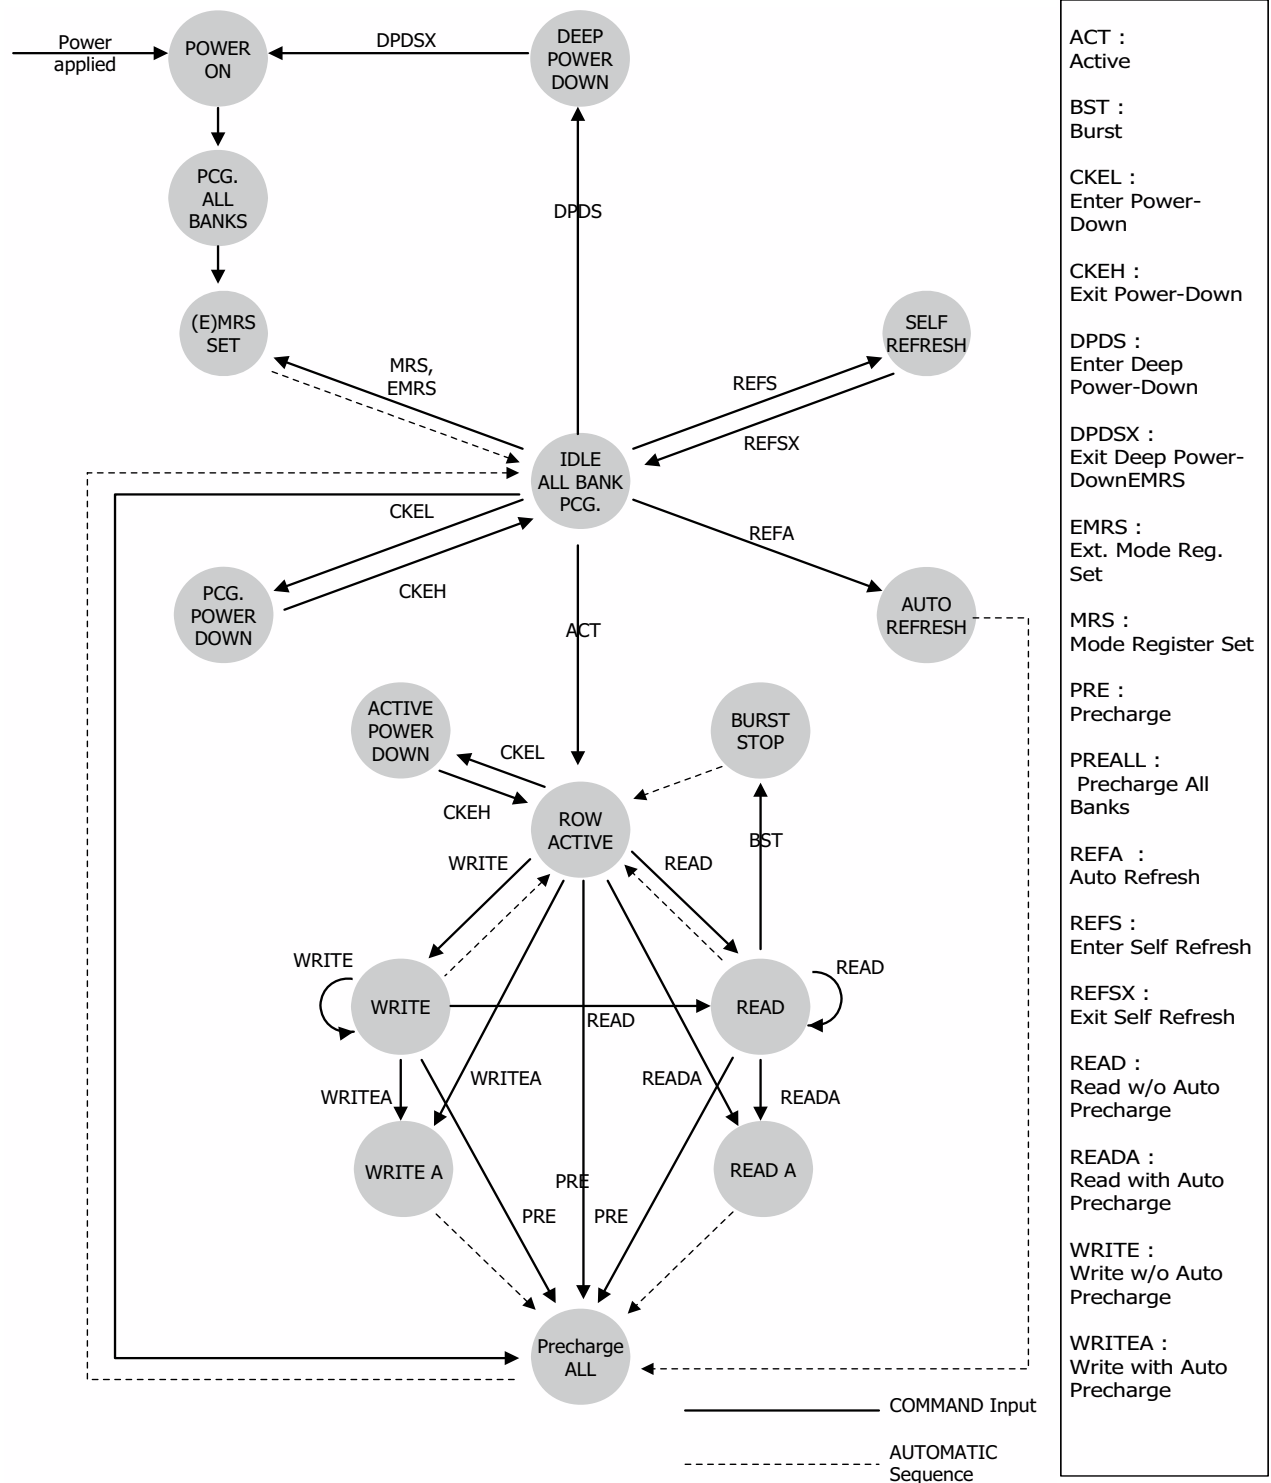 Power
applied
POWER
ON
DPDSX
DEEP
POWER
DOWN
PCG.
ALL
BANKS
DPDS
(E)MRS
SET
MRS,
EMRS
SELF
REFRESH
REFS
REFSX
IDLE
ALL BANK
PCG.
CKEL
CKEH
REFA
PCG.
POWER
DOWN
ACT
AUTO
REFRESH
ACTIVE
POWER
DOWN
CKEL
CKEH
BURST
STOP
ROW
ACTIVE
BST
WRITE
READ
WRITE
WRITE
READ
READ
READ
WRITEA
WRITEA
READA
READA
WRITE A
READ A
PRE
PRE
PRE
Precharge
ALL
COMMAND Input
AUTOMATIC
Sequence
ACT :
Active
BST :
Burst
CKEL :
Enter Power-
Down
CKEH :
Exit Power-Down
DPDS :
Enter Deep
Power-Down
DPDSX :
Exit Deep Power-
DownEMRS
EMRS :
Ext. Mode Reg.
Set
MRS :
Mode Register Set
PRE :
Precharge
PREALL :
Precharge All
Banks
REFA :
Auto Refresh
REFS :
Enter Self Refresh
REFSX :
Exit Self Refresh
READ :
Read w/o Auto
Precharge
READA :
Read with Auto
Precharge
WRITE :
Write w/o Auto
Precharge
WRITEA :
Write with Auto
Precharge